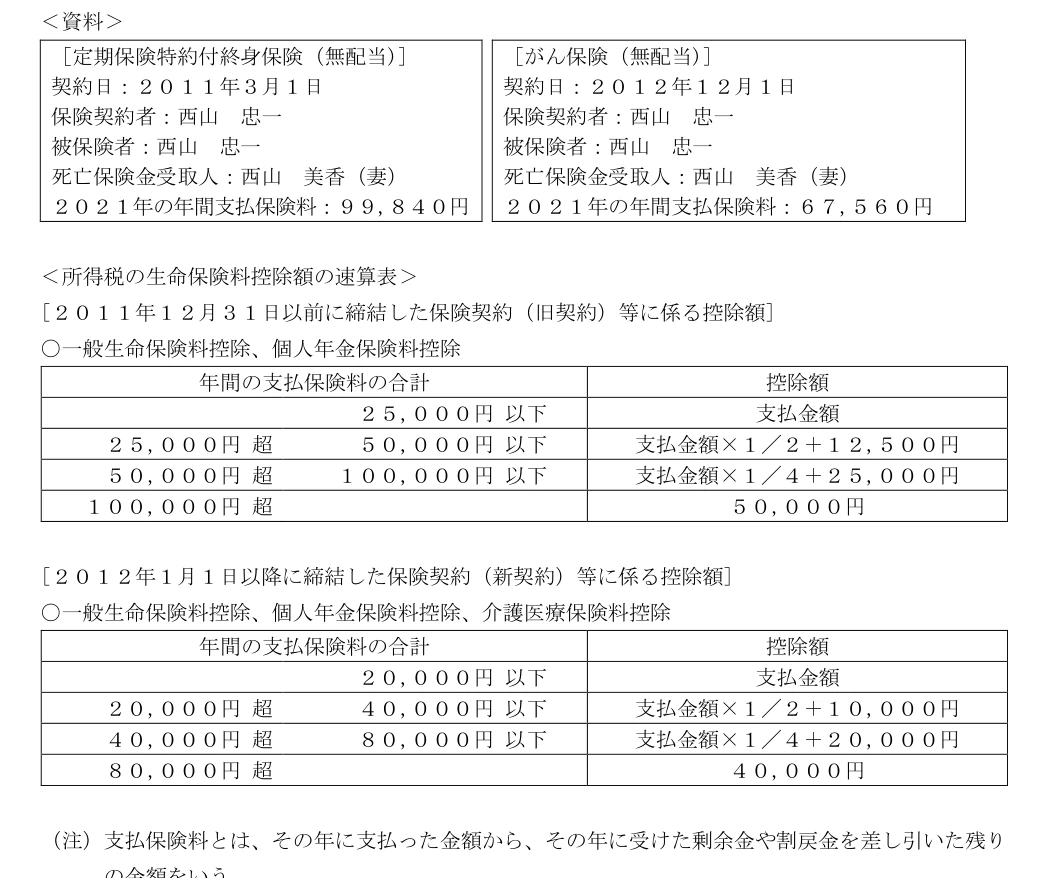 ＜資料＞
［定期保険特約付終身保険（無配当）］
契約日：２０１１年３月１日
保険契約者：西山　忠一
被保険者：西山　忠一
死亡保険金受取人：西山　美香（妻）
２０２１年の年間支払保険料：９９,８４０円
［がん保険（無配当）］
契約日：２０１２年１２月１日
保険契約者：西山　忠一
被保険者：西山　忠一
死亡保険金受取人：西山　美香（妻）
２０２１年の年間支払保険料：６７,５６０円
＜所得税の生命保険料控除額の速算表＞
［２０１１年１２月３１日以前に締結した保険契約（旧契約）等に係る控除額］
○一般生命保険料控除、個人年金保険料控除
年間の支払保険料の合計　控除額
２５,０００円 以下　支払金額
２５,０００円 超　５０,０００円 以下　支払金額×１／２＋１２,５００円
５０,０００円 超　１００,０００円 以下　支払金額×１／４＋２５,０００円
１００,０００円 超　５０,０００円
［２０１２年１月１日以降に締結した保険契約（新契約）等に係る控除額］
○一般生命保険料控除、個人年金保険料控除、介護医療保険料控除
年間の支払保険料の合計　控除額
２０,０００円 以下　支払金額
２０,０００円 超　４０,０００円 以下　支払金額×１／２＋１０,０００円
４０,０００円 超　８０,０００円 以下　支払金額×１／４＋２０,０００円
８０,０００円 超　４０,０００円
（注）支払保険料とは、その年に支払った金額から、その年に受けた剰余金や割戻金を差し引いた残り
の金額をいう